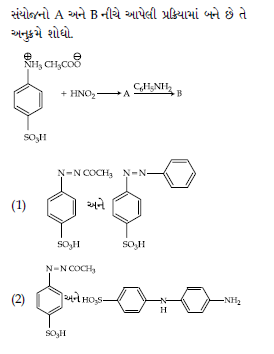 સંયોજનો A અને B નીચે આપેલી પ્રક્રિયામાં બને છે તે
અનુક્રમે શોધો.
⊕ ⊖
NH₃ CH₃COO
+ HNO₂ ⟶ A C₆H₅NH₂ ⟶ B
SO₃H
N=N COCH₃ N=N
(1) અને
SO₃H SO₃H
N=N COCH₃
(2) અને HO₃S N NH₂
H
SO₃H